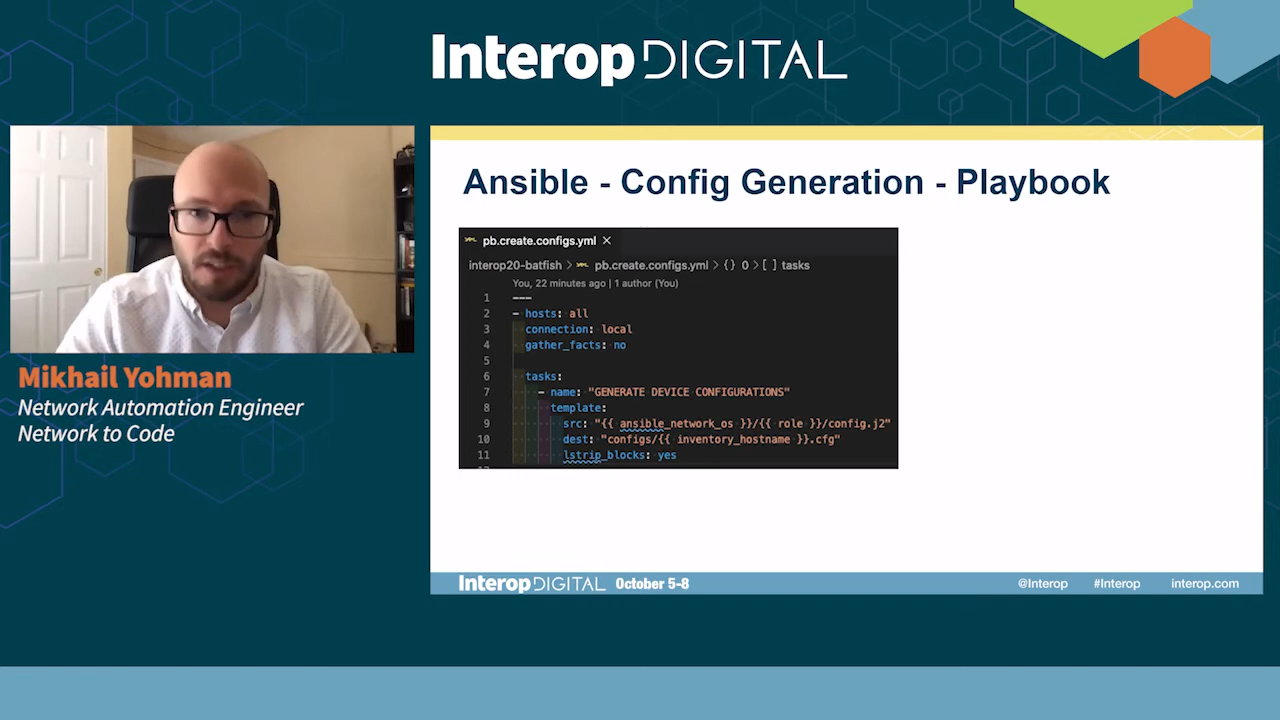 Interop DIGITAL
Mikhail Yohman
Network Automation Engineer
Network to Code
Ansible - Config Generation - Playbook
pb.create.configs.yml ×
interop20-batfish > pb.create.configs.yml > {} 0 > [ ] tasks
You, 22 minutes ago | 1 author (You)
1 ---
2 - hosts: all
3 connection: local
4 gather_facts: no
5
6 tasks:
7 - name: "GENERATE DEVICE CONFIGURATIONS"
8 template:
9 src: "{{ ansible_network_os }}/{{ role }}/config.j2"
10 dest: "configs/{{ inventory_hostname }}.cfg"
11 lstrip_blocks: yes
Interop DIGITAL October 5-8
@Interop #Interop interop.com